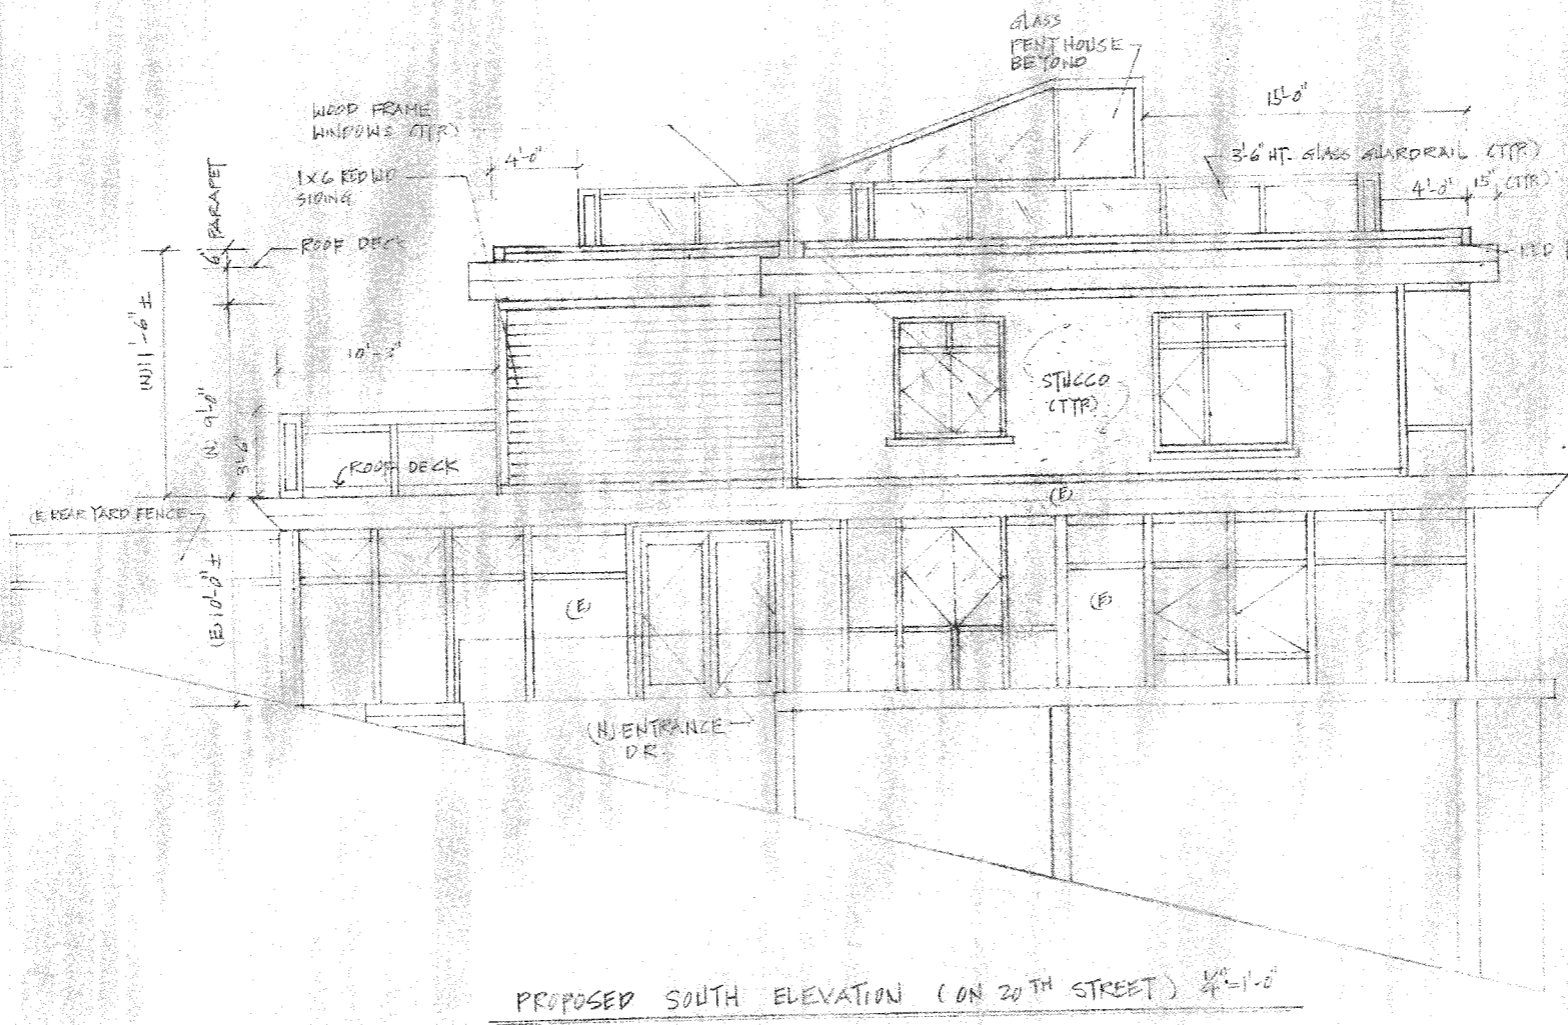 GLASS
PENTHOUSE
BEYOND
WOOD FRAME
WINDOWS (TYP.)
15'-0"
4'-0"
3'-6" HT. GLASS GUARDRAIL (TYP.)
1X6 REDWD
SIDING
4'-0" 15" (TYP.)
6" PARAPET
ROOF DECK
RED
(N) 11'-6" ±
(N) 9'-0"
3'-6"
STUCCO
(TYP.)
ROOF DECK
(E) REAR YARD FENCE
(E)
(E) 10'-0" ±
(E)
(E)
(N) ENTRANCE
DR.
PROPOSED SOUTH ELEVATION (ON 20TH STREET) 1/4"=1'-0"